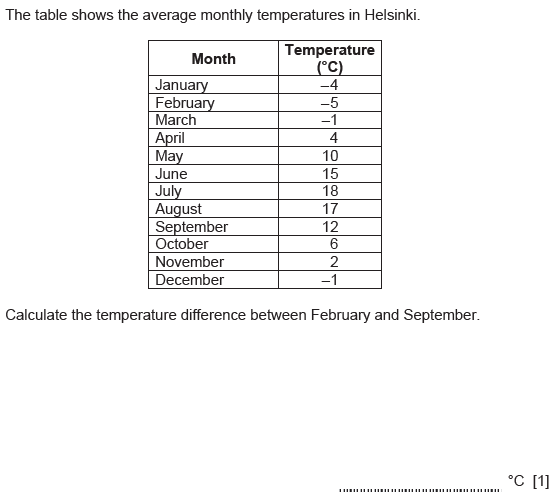 The table shows the average monthly temperatures in Helsinki.
Month Temperature (°C)
January –4
February –5
March –1
April 4
May 10
June 15
July 18
August 17
September 12
October 6
November 2
December –1
Calculate the temperature difference between February and September.
°C [1]